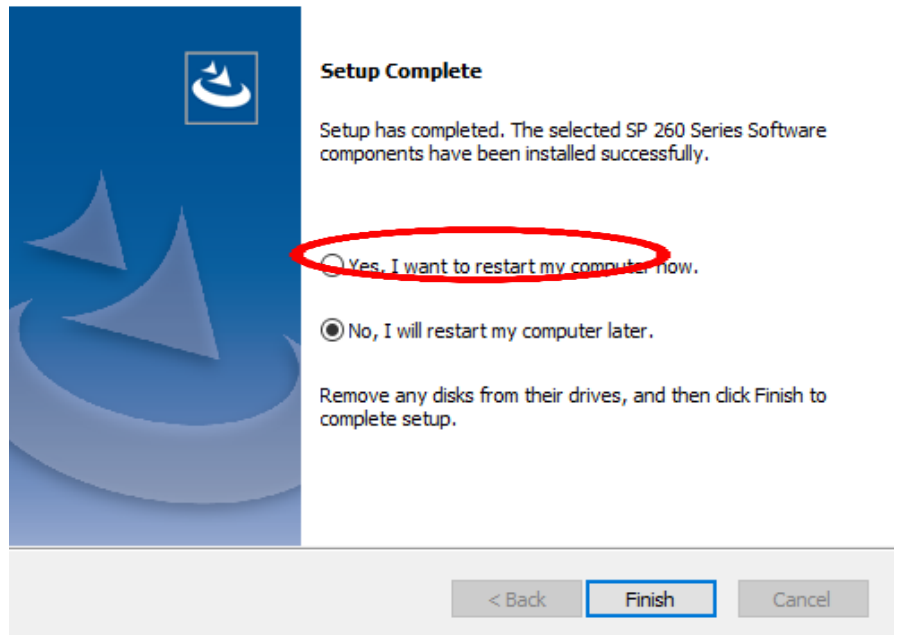 Setup Complete
Setup has completed. The selected SP 260 Series Software
components have been installed successfully.
Yes, I want to restart my computer now.
No, I will restart my computer later.
Remove any disks from their drives, and then click Finish to
complete setup.
< Back Finish Cancel